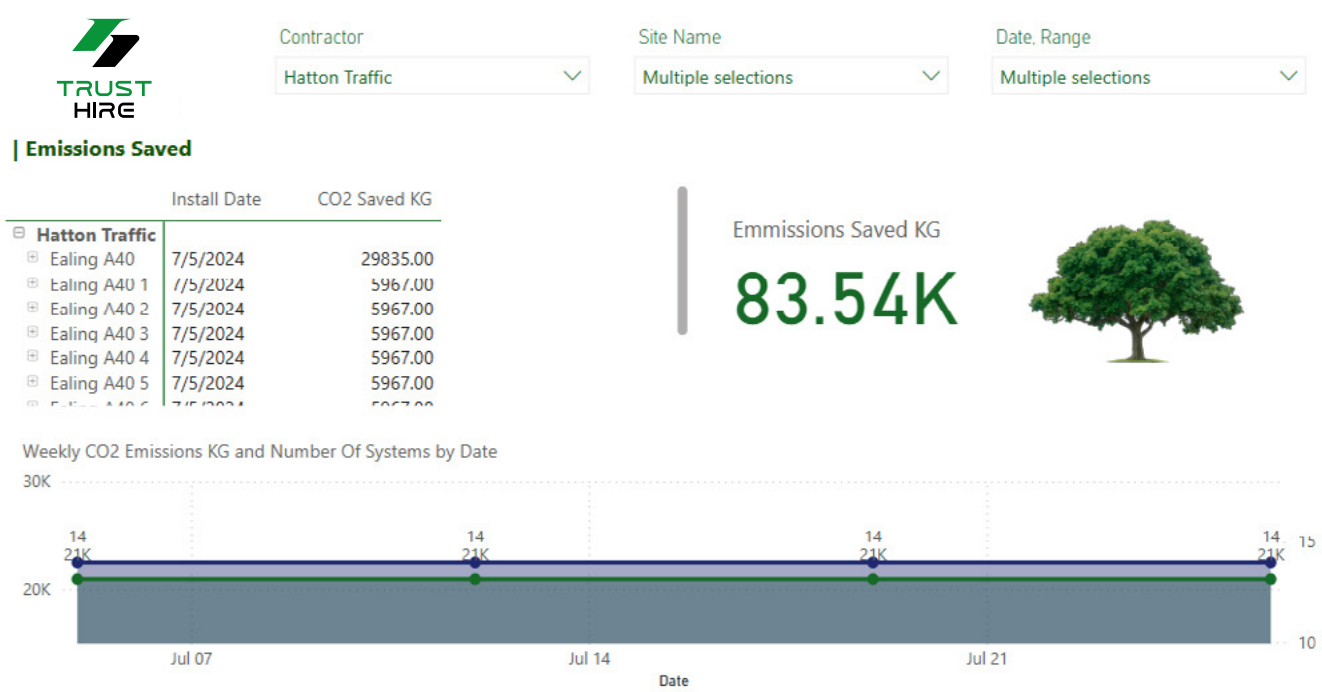 TRUST
HIRE
Contractor
Hatton Traffic
Site Name
Multiple selections
Date, Range
Multiple selections
| Emissions Saved
Install Date CO2 Saved KG
Hatton Traffic
Ealing A40 7/5/2024 29835.00
Ealing A40 1 7/5/2024 5967.00
Ealing A40 2 7/5/2024 5967.00
Ealing A40 3 7/5/2024 5967.00
Ealing A40 4 7/5/2024 5967.00
Ealing A40 5 7/5/2024 5967.00
Emmissions Saved KG
83.54K
Weekly CO2 Emissions KG and Number Of Systems by Date
30K
14 14 14 14
15
21K 21K 21K 21K
20K
10
Jul 07 Jul 14 Jul 21
Date